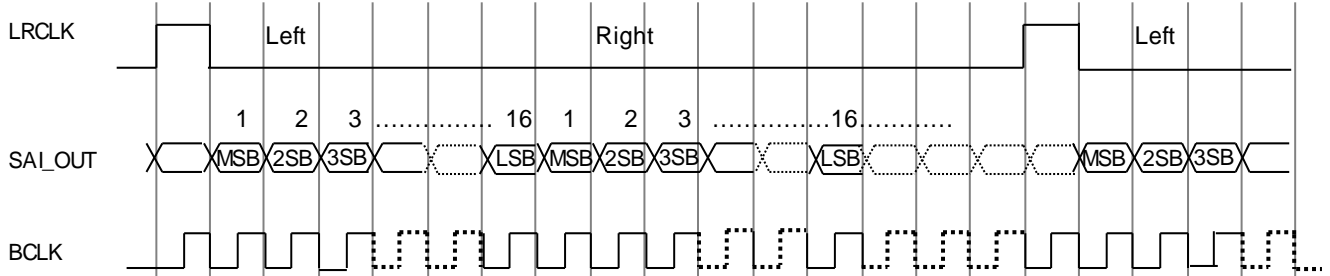 LRCLK Left Right Left
1 2 3 ................ 16 1 2 3 ................16.............
SAI_OUT MSB 2SB 3SB LSB MSB 2SB 3SB LSB MSB 2SB 3SB
BCLK